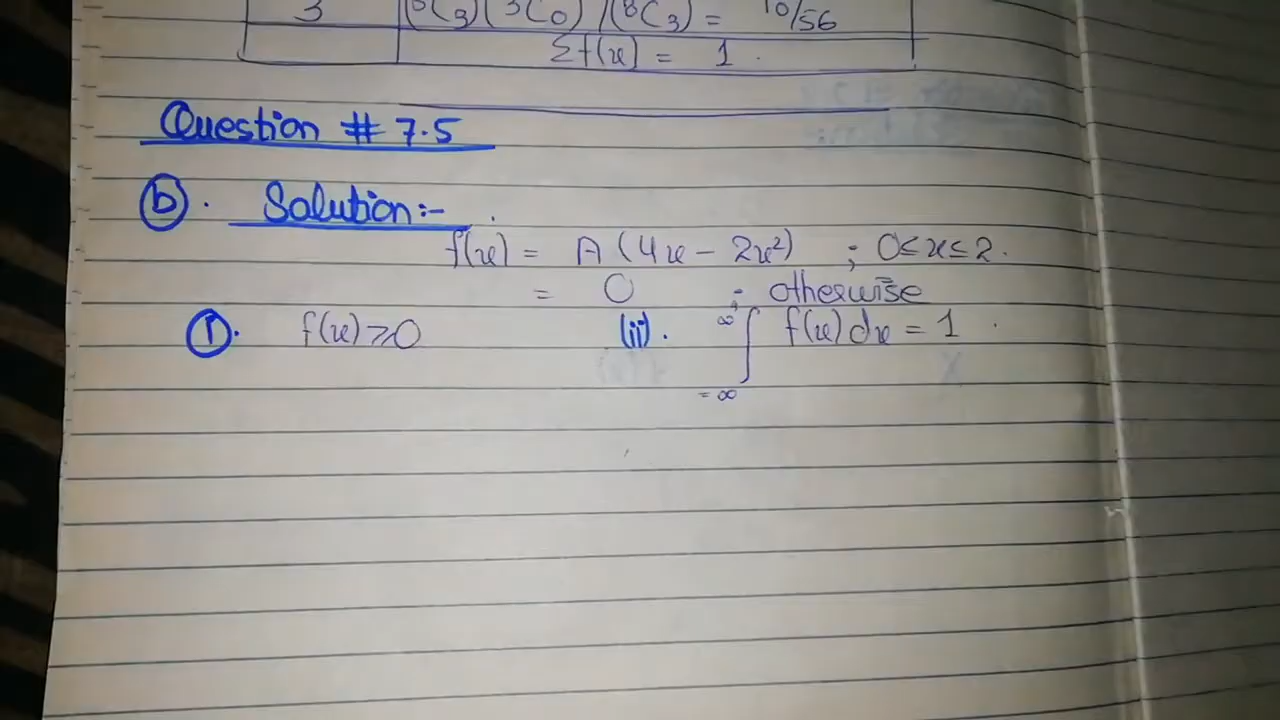 3 (5C3)(3C0)/(8C3) = 10/56
Σf(x) = 1.
Question # 7.5
b. Solution:-
f(x) = A(4x - 2x²) ; 0≤x≤2.
= 0 ; otherwise
i. f(x) ≥ 0 (ii). ∞∫-∞ f(x)dx = 1